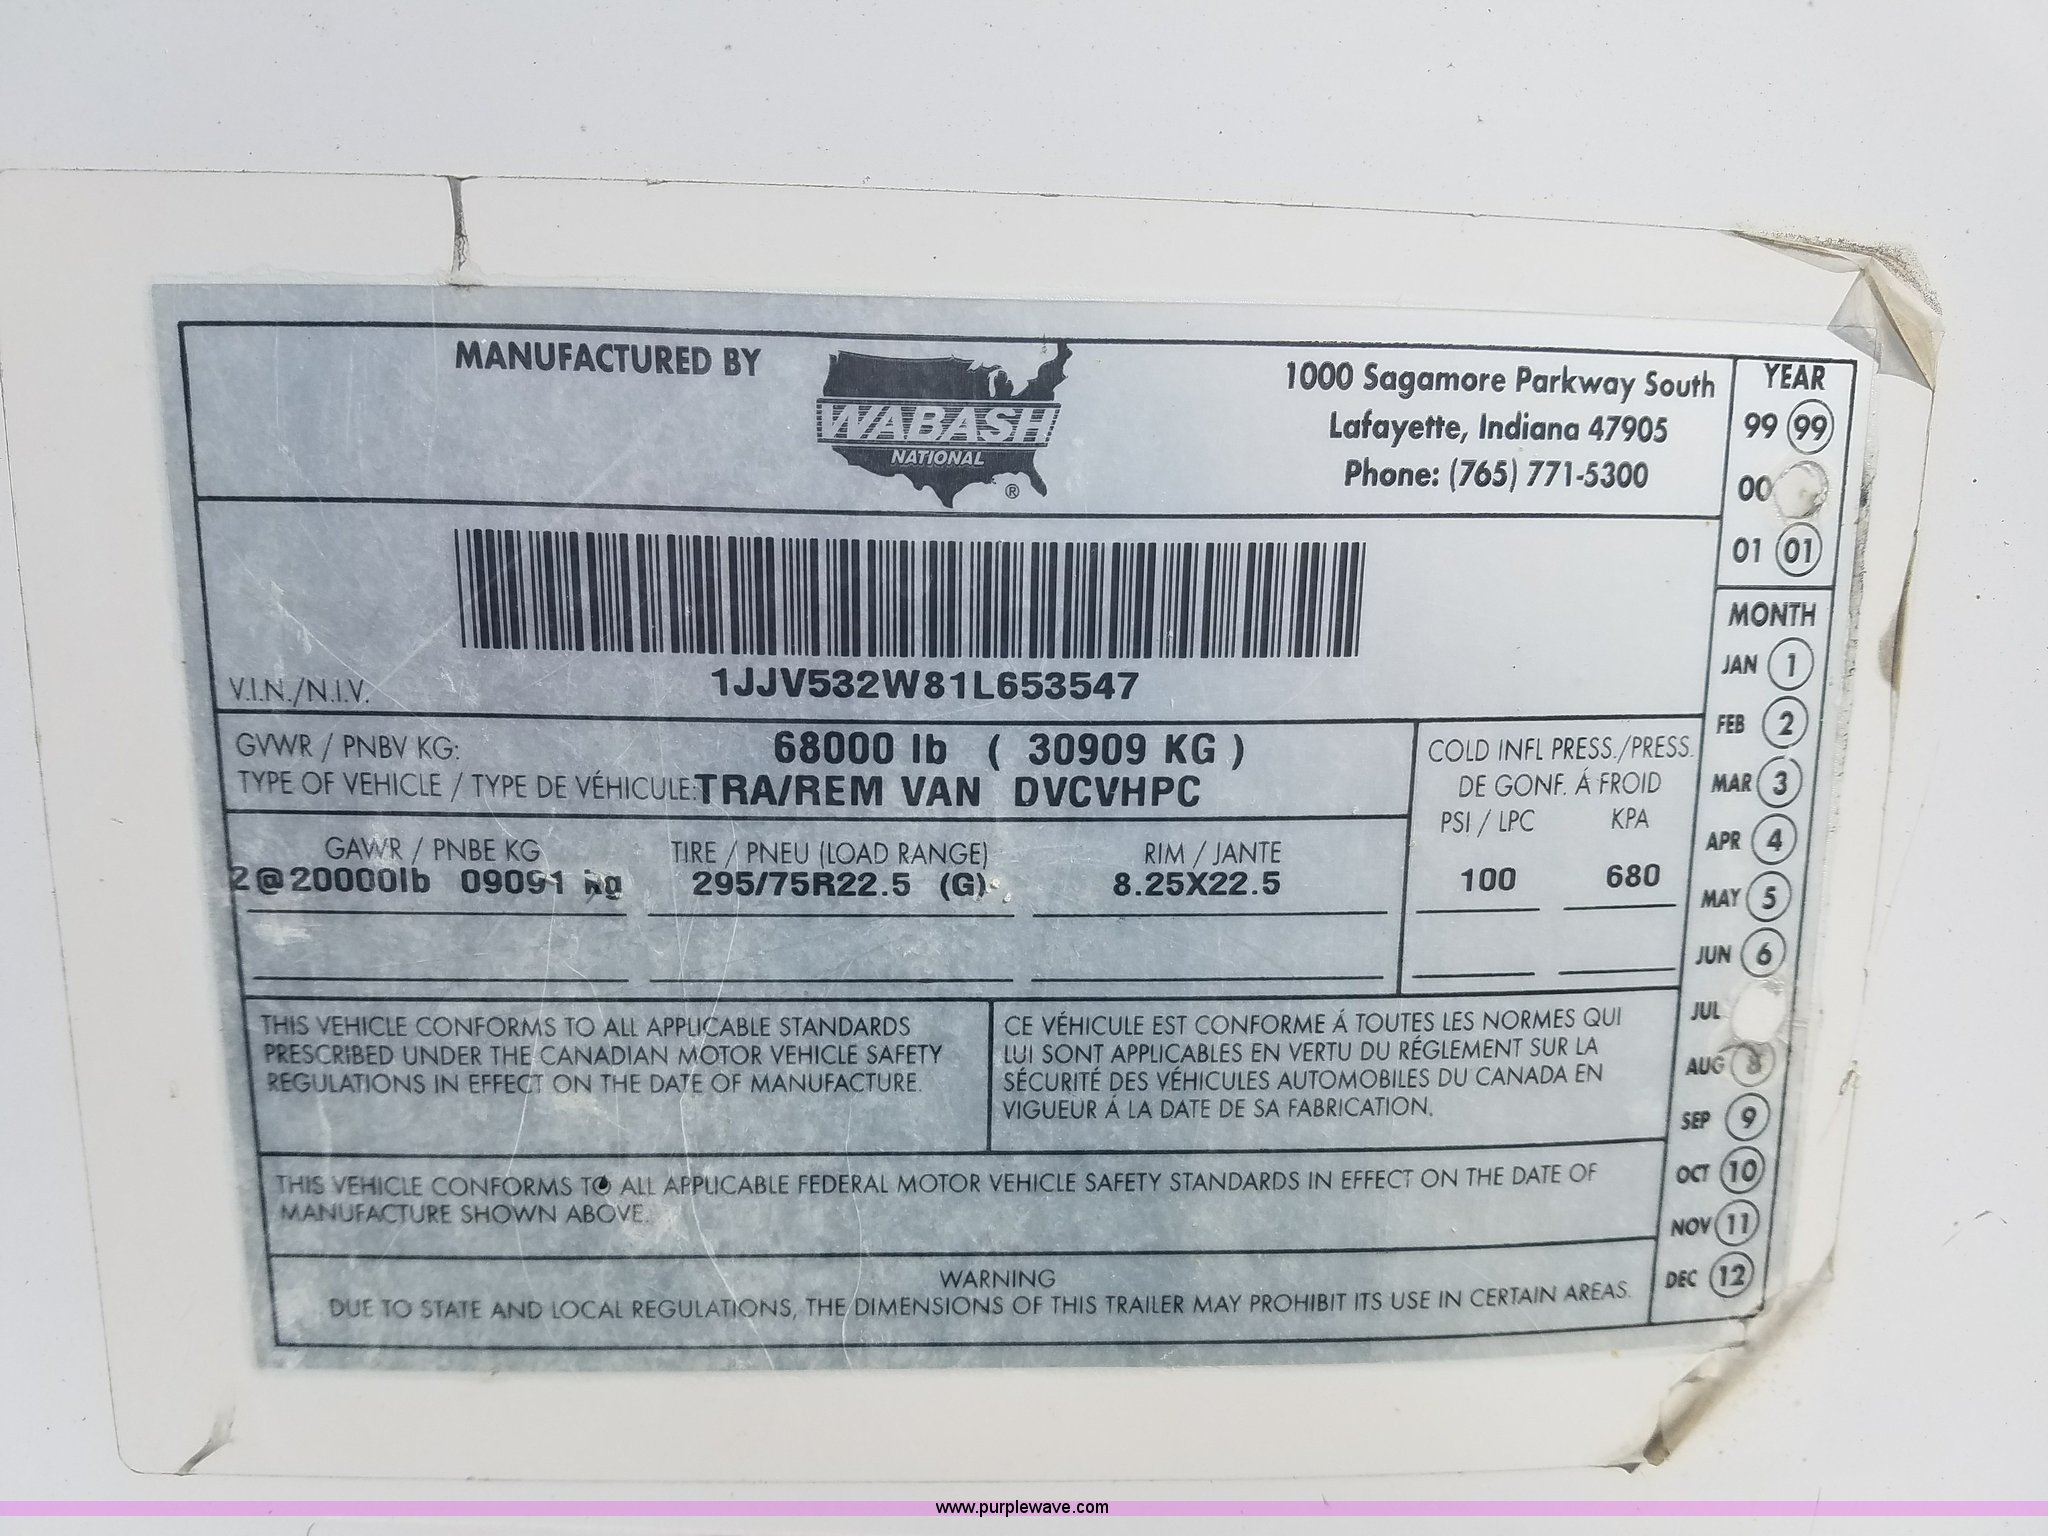 MANUFACTURED BY
WABASH
NATIONAL
®
1000 Sagamore Parkway South
Lafayette, Indiana 47905
Phone: (765) 771-5300
YEAR
99 99
00
01 01
V.I.N./N.I.V.
1JJV532W81L653547
GVWR / PNBV KG: 68000 lb ( 30909 KG )
TYPE OF VEHICLE / TYPE DE VÉHICULE: TRA/REM VAN DVCVHPC
GAWR / PNBE KG
2@20000lb 09091 kg
TIRE / PNEU (LOAD RANGE)
295/75R22.5 (G)
RIM / JANTE
8.25X22.5
COLD INFL PRESS./PRESS.
DE GONF. Á FROID
PSI / LPC KPA
100 680
MONTH
JAN 1
FEB 2
MAR 3
APR 4
MAY 5
JUN 6
JUL
AUG 8
SEP 9
OCT 10
NOV 11
DEC 12
THIS VEHICLE CONFORMS TO ALL APPLICABLE STANDARDS
PRESCRIBED UNDER THE CANADIAN MOTOR VEHICLE SAFETY
REGULATIONS IN EFFECT ON THE DATE OF MANUFACTURE.
CE VÉHICULE EST CONFORME Á TOUTES LES NORMES QUI
LUI SONT APPLICABLES EN VERTU DU RÉGLEMENT SUR LA
SÉCURITÉ DES VÉHICULES AUTOMOBILES DU CANADA EN
VIGUEUR Á LA DATE DE SA FABRICATION.
THIS VEHICLE CONFORMS TO ALL APPLICABLE FEDERAL MOTOR VEHICLE SAFETY STANDARDS IN EFFECT ON THE DATE OF
MANUFACTURE SHOWN ABOVE.
WARNING
DUE TO STATE AND LOCAL REGULATIONS, THE DIMENSIONS OF THIS TRAILER MAY PROHIBIT ITS USE IN CERTAIN AREAS.
www.purplewave.com